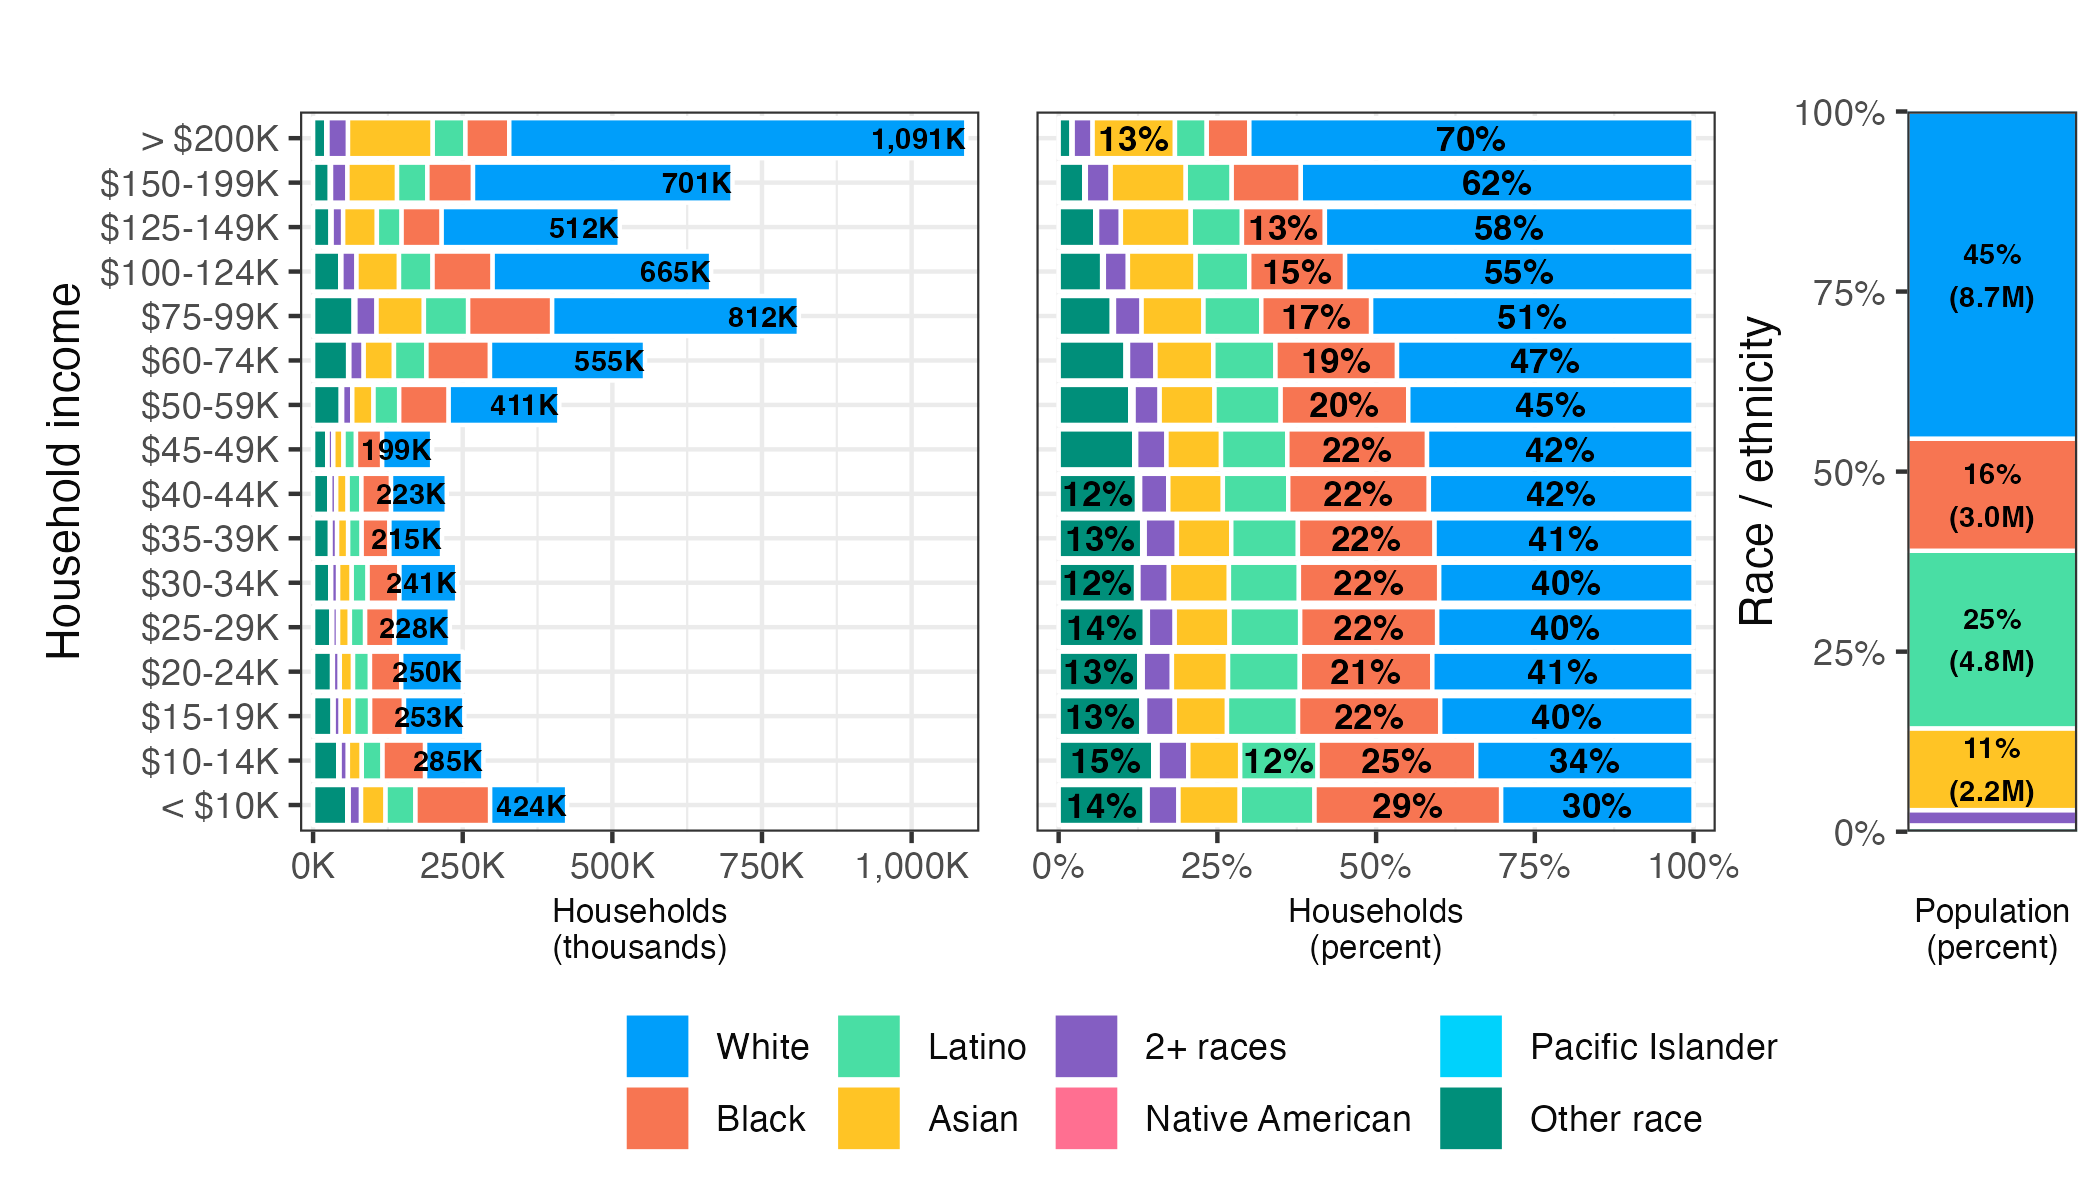 Household income
> $200K
$150-199K
$125-149K
$100-124K
$75-99K
$60-74K
$50-59K
$45-49K
$40-44K
$35-39K
$30-34K
$25-29K
$20-24K
$15-19K
$10-14K
< $10K
1,091K
701K
512K
665K
812K
555K
411K
199K
223K
215K
241K
228K
250K
253K
285K
424K
0K 250K 500K 750K 1,000K
Households
(thousands)
13% 70%
62%
13% 58%
15% 55%
17% 51%
19% 47%
20% 45%
22% 42%
12% 22% 42%
13% 22% 41%
12% 22% 40%
14% 22% 40%
13% 21% 41%
13% 22% 40%
15% 12% 25% 34%
14% 29% 30%
0% 25% 50% 75% 100%
Households
(percent)
Race / ethnicity
100%
75%
50%
25%
0%
45%
(8.7M)
16%
(3.0M)
25%
(4.8M)
11%
(2.2M)
Population
(percent)
White Latino 2+ races Pacific Islander
Black Asian Native American Other race